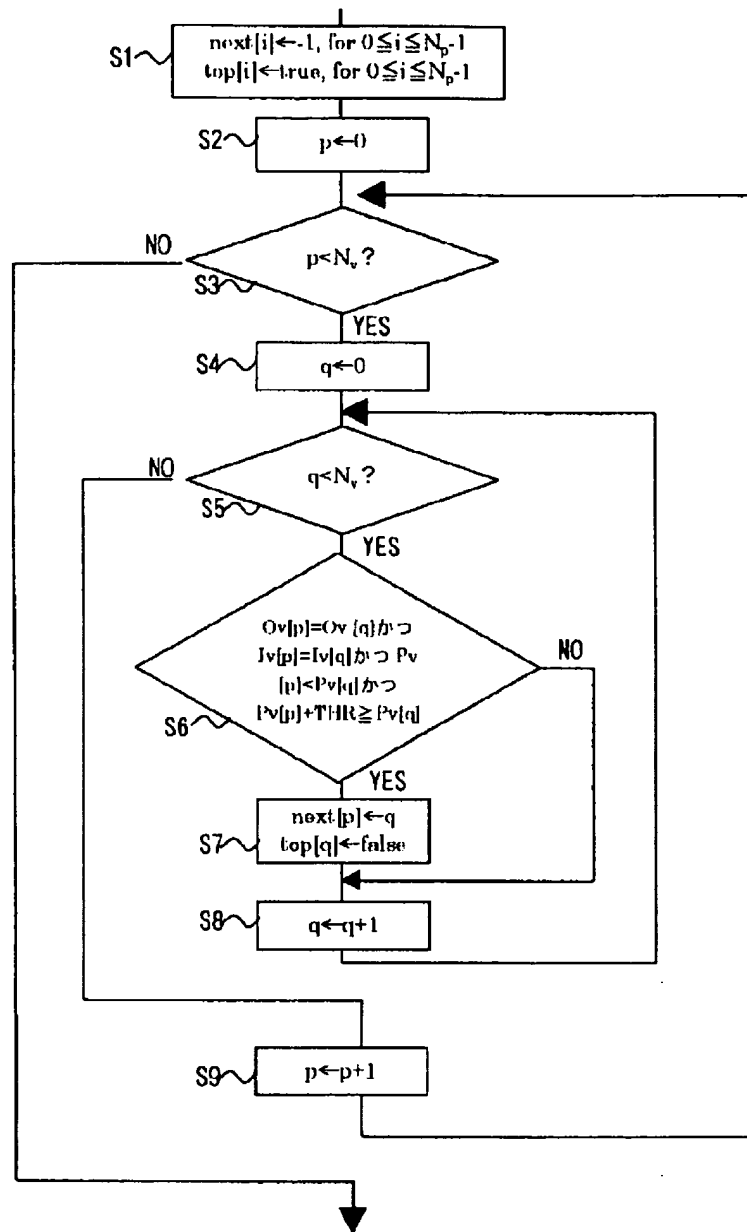 S1
next[i]←-1, for 0≦i≦Np-1
top[i]←true, for 0≦i≦Np-1
S2
p←0
NO
p<Nv?
S3
YES
S4
q←0
NO
q<Nv?
S5
YES
Ov[p]=Ov{q}かつ
Iv[p]=Iv[q]かつ Pv
[p]<Pv[q]かつ
Pv[p]+THR≧Pv[q]
NO
S6
YES
next[p]←q
top[q]←false
S7
S8
q←q+1
S9
p←p+1